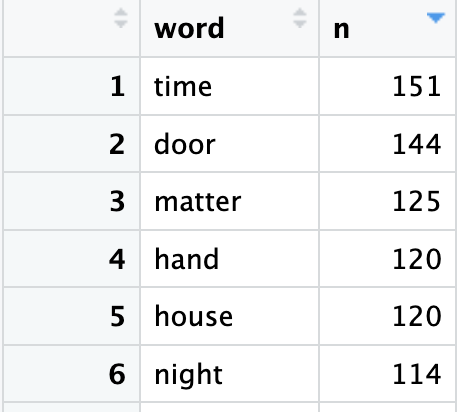 word n
1 time 151
2 door 144
3 matter 125
4 hand 120
5 house 120
6 night 114